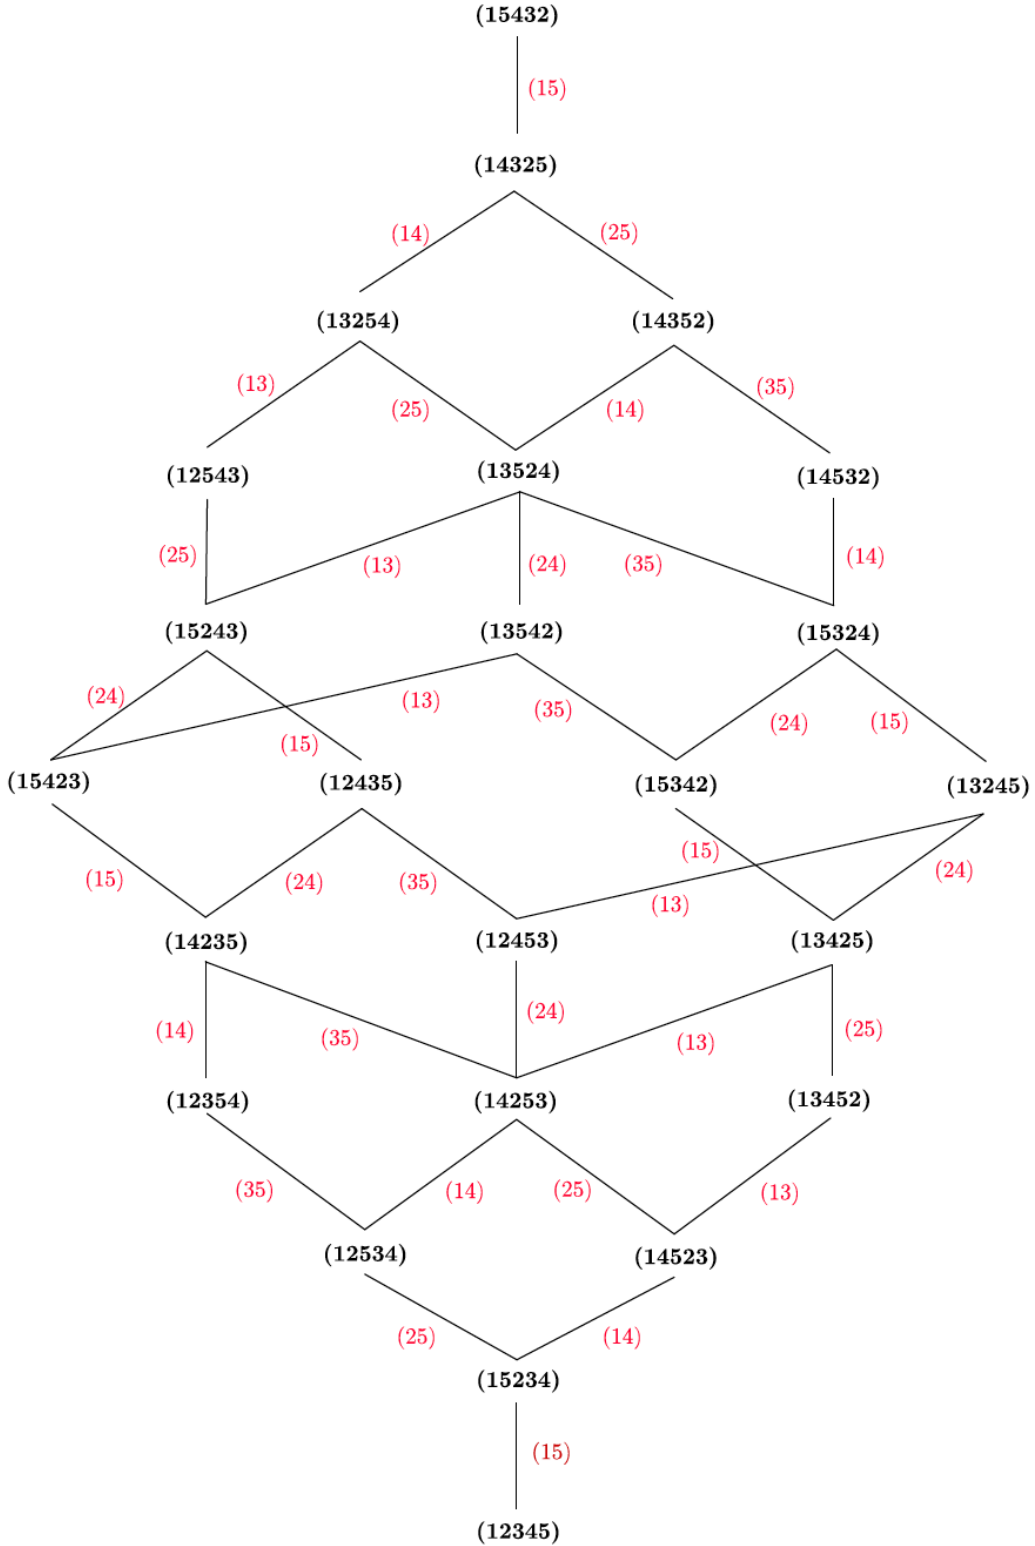 (15432)
(15)
(14325)
(14) (25)
(13254) (14352)
(13) (25) (14) (35)
(12543) (13524) (14532)
(25) (13) (24) (35) (14)
(15243) (13542) (15324)
(24) (15) (13) (35) (24) (15)
(15423) (12435) (15342) (13245)
(15) (24) (35) (15) (13) (24)
(14235) (12453) (13425)
(14) (35) (24) (13) (25)
(12354) (14253) (13452)
(35) (14) (25) (13)
(12534) (14523)
(25) (14)
(15234)
(15)
(12345)